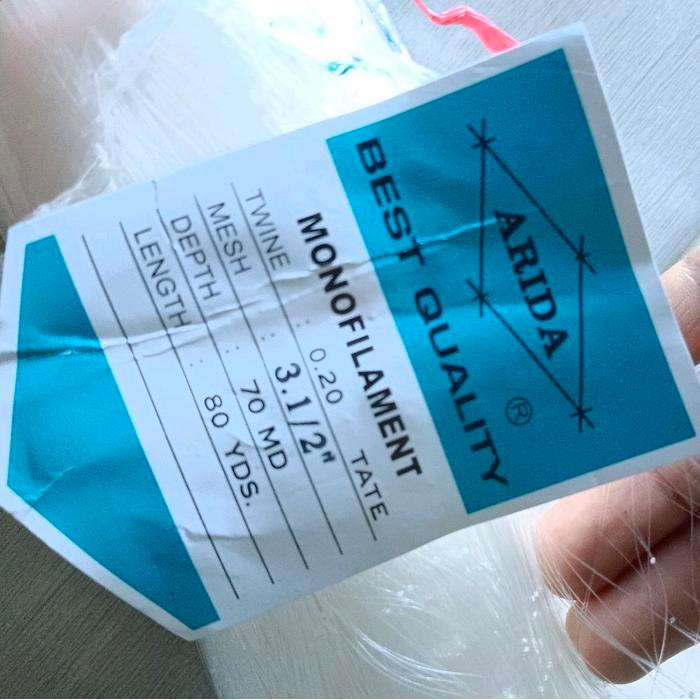 ARIDA
®
BEST QUALITY
MONOFILAMENT
TWINE : 0.20 TATE
MESH : 3.1/2"
DEPTH : 70 MD
LENGTH : 80 YDS.